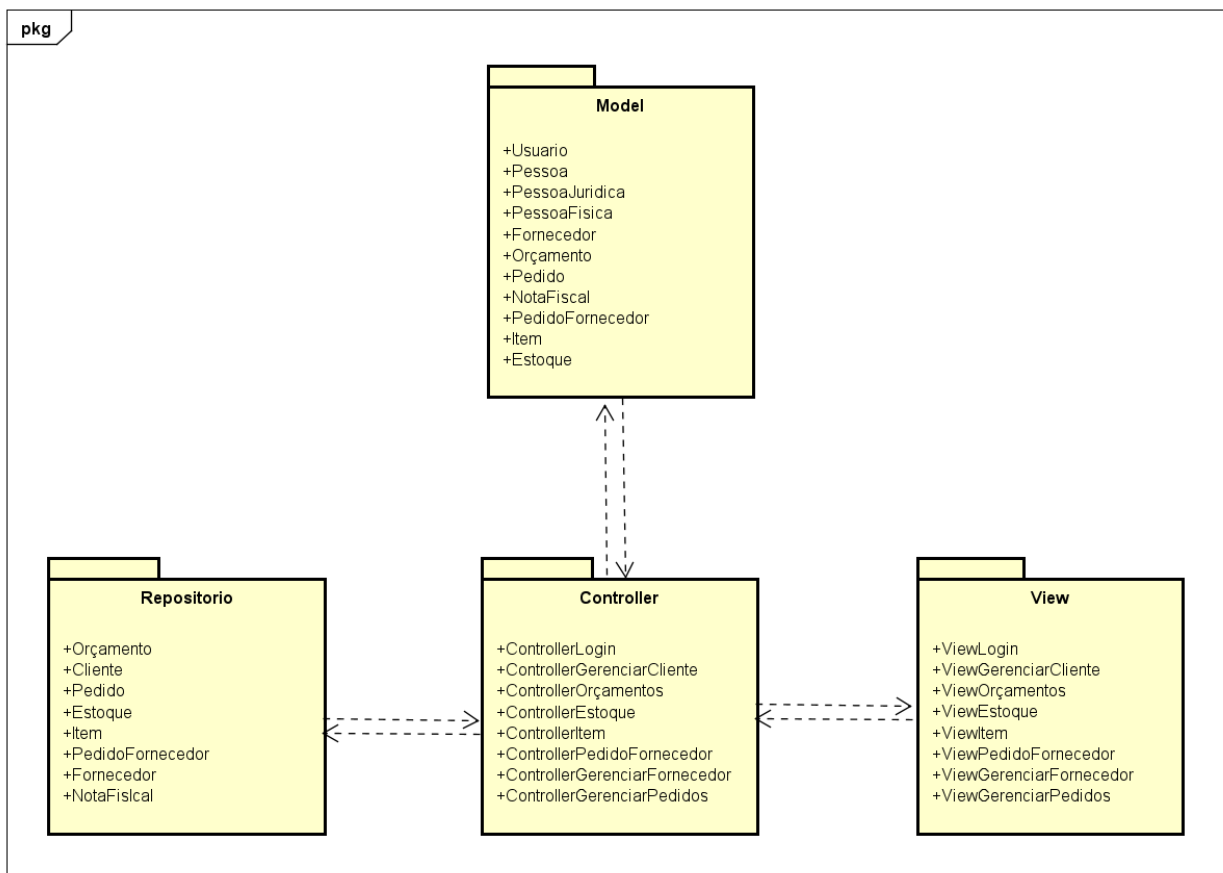 pkg
Model
+Usuario
+Pessoa
+PessoaJuridica
+PessoaFisica
+Fornecedor
+Orçamento
+Pedido
+NotaFiscal
+PedidoFornecedor
+Item
+Estoque
Repositorio
+Orçamento
+Cliente
+Pedido
+Estoque
+Item
+PedidoFornecedor
+Fornecedor
+NotaFisIcal
Controller
+ControllerLogin
+ControllerGerenciarCliente
+ControllerOrçamentos
+ControllerEstoque
+ControllerItem
+ControllerPedidoFornecedor
+ControllerGerenciarFornecedor
+ControllerGerenciarPedidos
View
+ViewLogin
+ViewGerenciarCliente
+ViewOrçamentos
+ViewEstoque
+ViewItem
+ViewPedidoFornecedor
+ViewGerenciarFornecedor
+ViewGerenciarPedidos